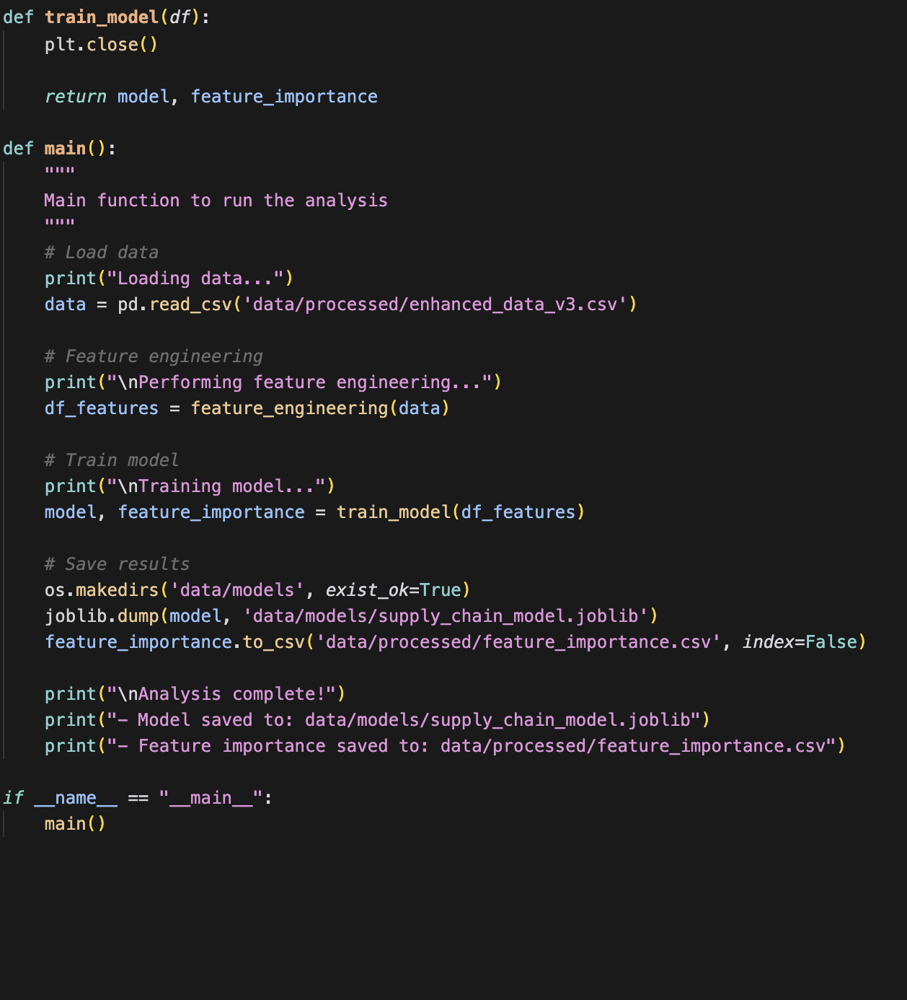 def train_model(df):
    plt.close()
    return model, feature_importance
def main():
    """
    Main function to run the analysis
    """
    # Load data
    print("Loading data...")
    data = pd.read_csv('data/processed/enhanced_data_v3.csv')
    # Feature engineering
    print("\nPerforming feature engineering...")
    df_features = feature_engineering(data)
    # Train model
    print("\nTraining model...")
    model, feature_importance = train_model(df_features)
    # Save results
    os.makedirs('data/models', exist_ok=True)
    joblib.dump(model, 'data/models/supply_chain_model.joblib')
    feature_importance.to_csv('data/processed/feature_importance.csv', index=False)
    print("\nAnalysis complete!")
    print("- Model saved to: data/models/supply_chain_model.joblib")
    print("- Feature importance saved to: data/processed/feature_importance.csv")
if __name__ == "__main__":
    main()